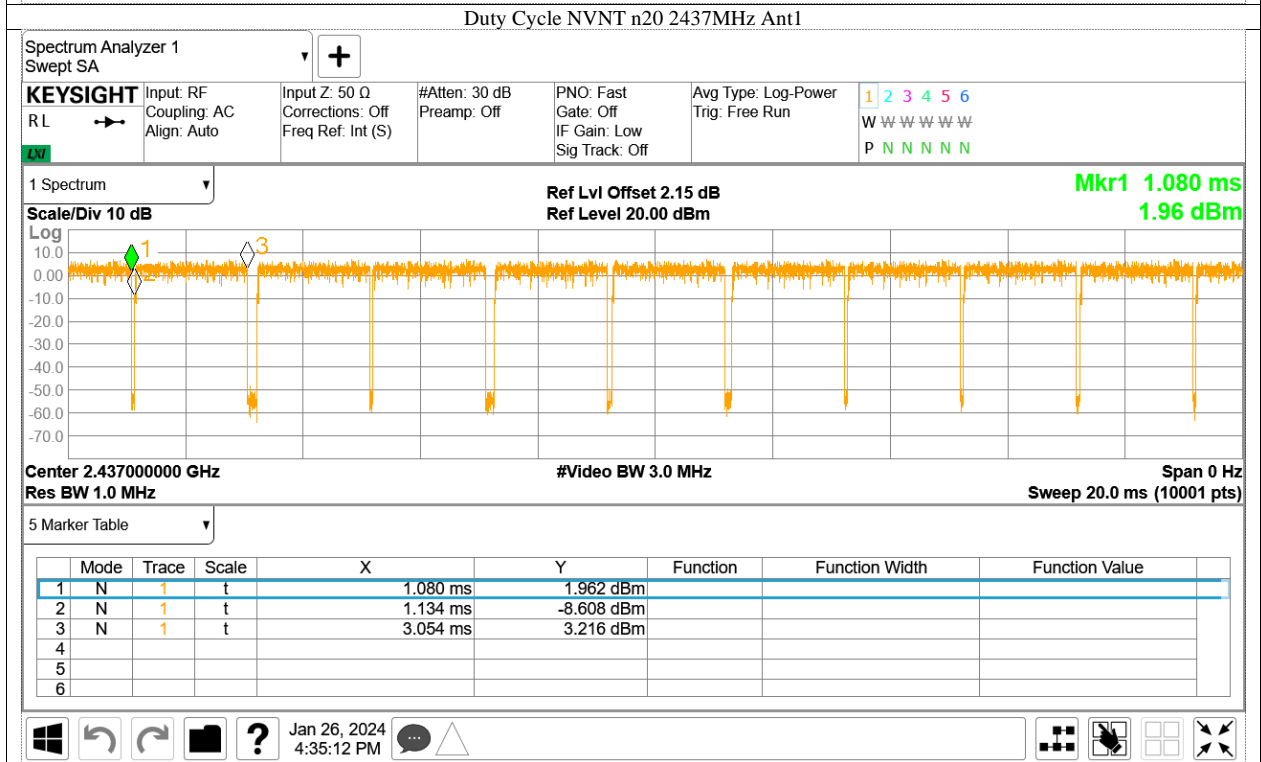 Duty Cycle NVNT n20 2437MHz Ant1
Spectrum Analyzer 1
Swept SA
KEYSIGHT
R L
LXI
Input: RF
Coupling: AC
Align: Auto
Input Z: 50 Ω
Corrections: Off
Freq Ref: Int (S)
#Atten: 30 dB
Preamp: Off
PNO: Fast
Gate: Off
IF Gain: Low
Sig Track: Off
Avg Type: Log-Power
Trig: Free Run
1 2 3 4 5 6
W W W W W W
P N N N N N
1 Spectrum
Scale/Div 10 dB
Ref Lvl Offset 2.15 dB
Ref Level 20.00 dBm
Mkr1 1.080 ms
1.96 dBm
Log
10.0
0.00
-10.0
-20.0
-30.0
-40.0
-50.0
-60.0
-70.0
1
2
3
Center 2.437000000 GHz
#Video BW 3.0 MHz
Span 0 Hz
Res BW 1.0 MHz
Sweep 20.0 ms (10001 pts)
5 Marker Table
Mode Trace Scale X Y Function Function Width Function Value
1 N 1 t 1.080 ms 1.962 dBm
2 N 1 t 1.134 ms -8.608 dBm
3 N 1 t 3.054 ms 3.216 dBm
4
5
6
?
Jan 26, 2024
4:35:12 PM